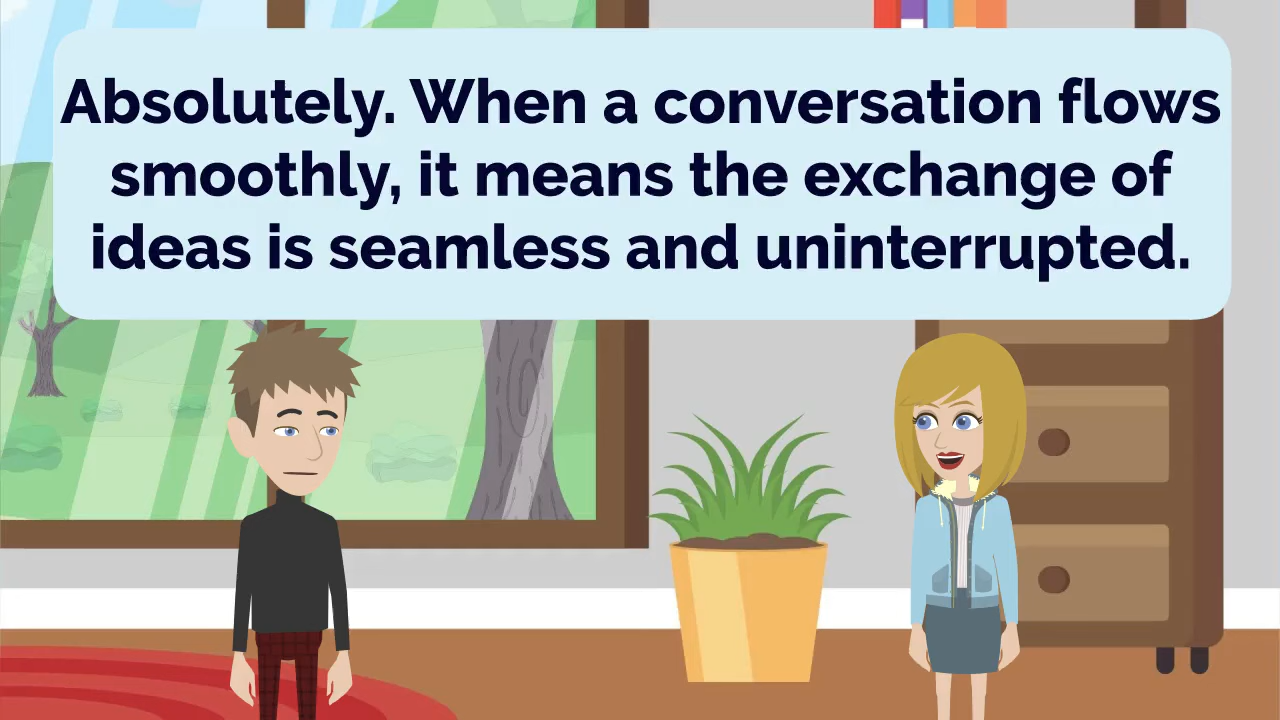 Absolutely. When a conversation flows
smoothly, it means the exchange of
ideas is seamless and uninterrupted.